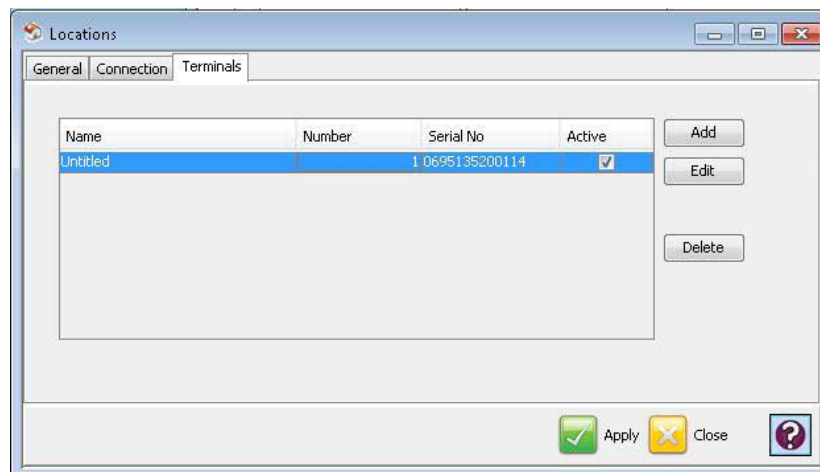 Locations
General Connection Terminals
Name Number Serial No Active
Add
Untitled 1 0695135200114
Edit
Delete
Apply Close ?